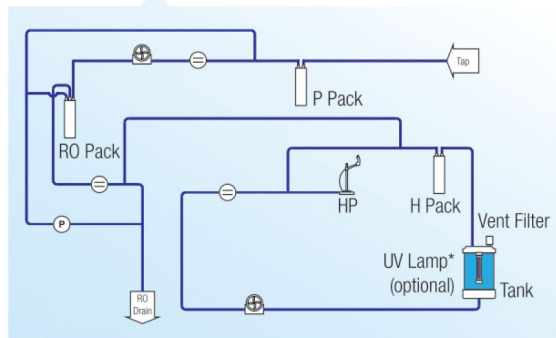 Tap
P Pack
RO Pack
HP
H Pack
Vent Filter
UV Lamp*
(optional)
Tank
P
RO
Drain